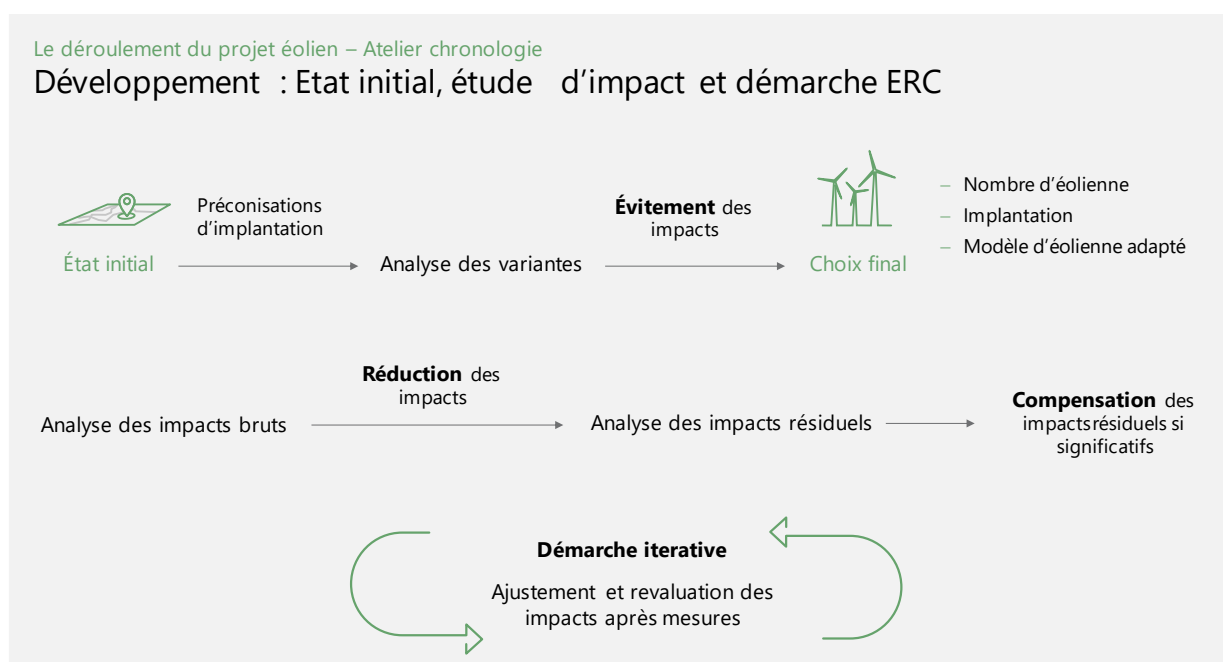 Le déroulement du projet éolien – Atelier chronologie
Développement : Etat initial, étude d’impact et démarche ERC
Préconisations
d’implantation
Évitement des
impacts
– Nombre d’éolienne
– Implantation
– Modèle d’éolienne adapté
État initial
Analyse des variantes
Choix final
Réduction des
impacts
Analyse des impacts bruts
Analyse des impacts résiduels
Compensation des
impacts résiduels si
significatifs
Démarche iterative
Ajustement et revaluation des
impacts après mesures